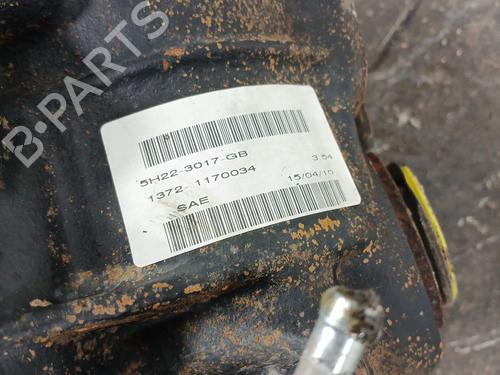 B-PARTS
5H22-3017-GB 3.54
1372 1170034 15/04/10
SAE